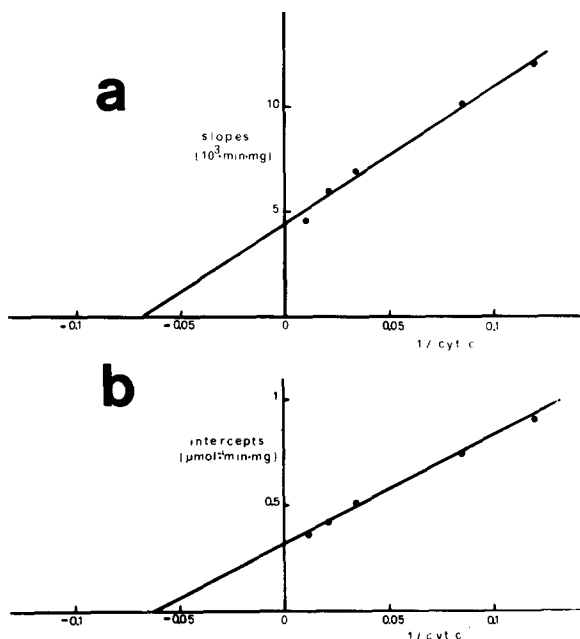 a
10
slopes
(10³·min·mg)
5
-0.1
-0.05
0
0.05
0.1
1/ cyt c
b
1
intercepts
(µmol⁻¹min·mg)
0.5
-0.1
-0.05
0
0.05
0.1
1/ cyt c